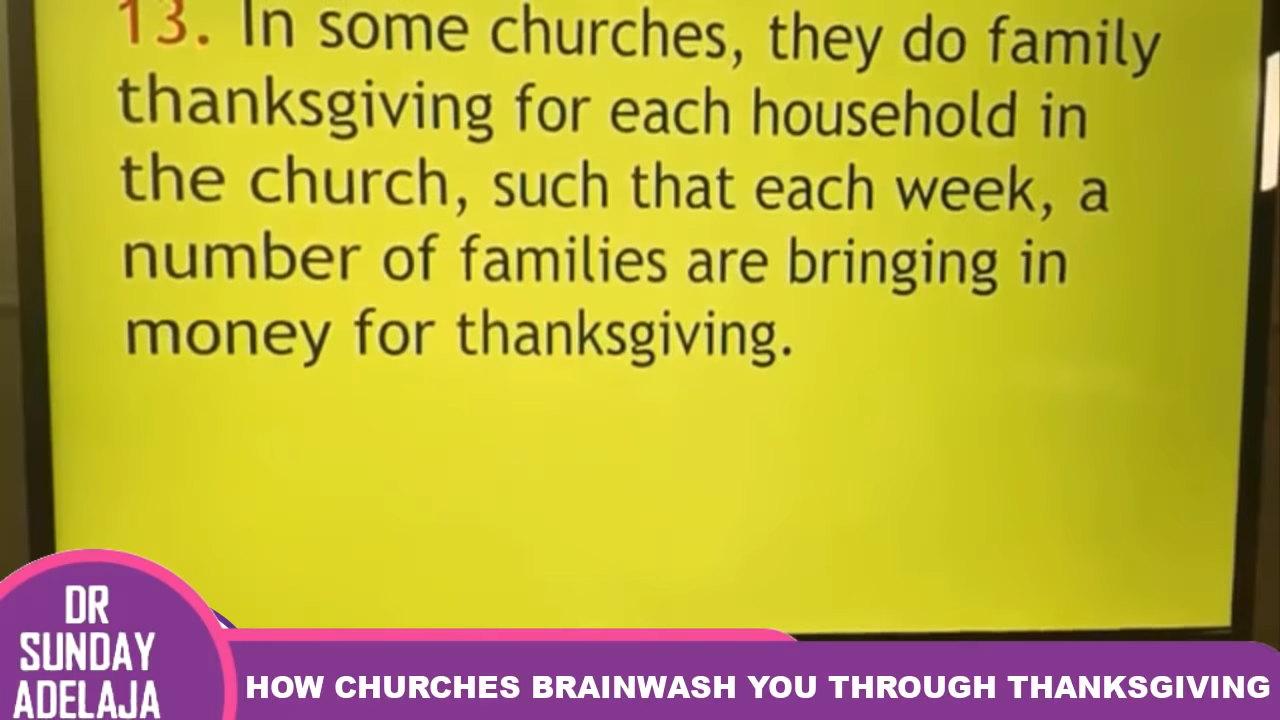 13. In some churches, they do family
thanksgiving for each household in
the church, such that each week, a
number of families are bringing in
money for thanksgiving.
DR
SUNDAY
ADELAJA
HOW CHURCHES BRAINWASH YOU THROUGH THANKSGIVING